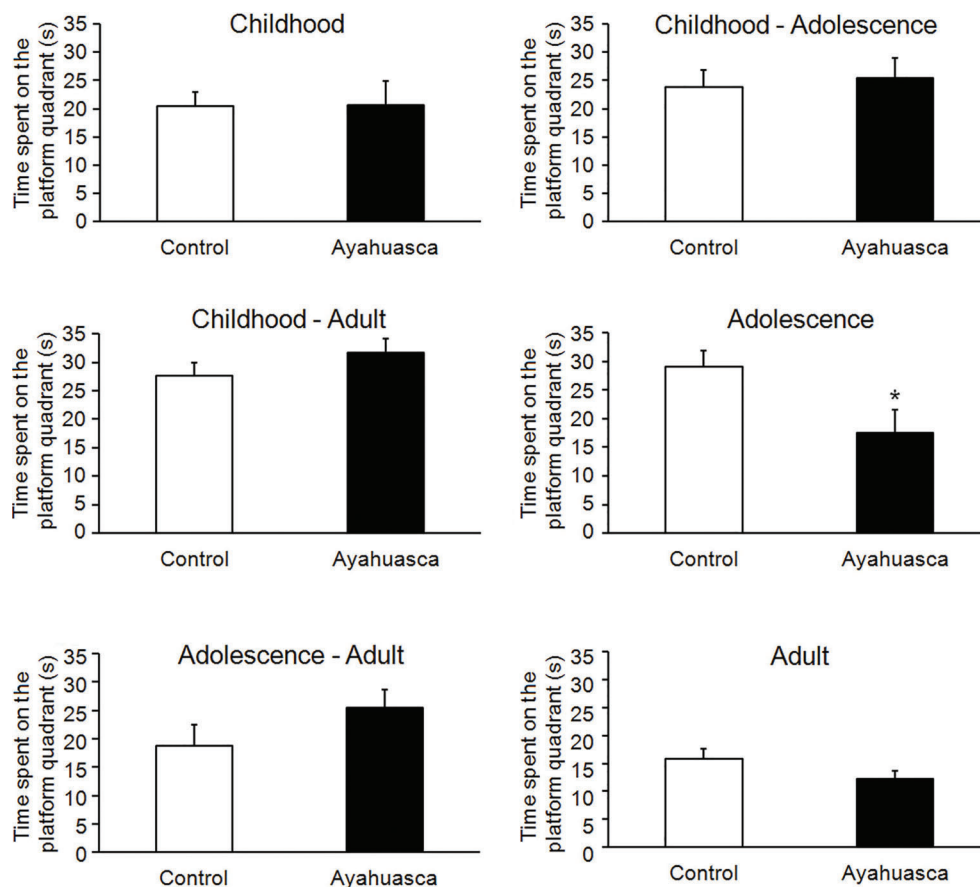 Childhood
Time spent on the
platform quadrant (s)
35
30
25
20
15
10
5
0
Control
Ayahuasca
Childhood - Adolescence
Time spent on the
platform quadrant (s)
35
30
25
20
15
10
5
0
Control
Ayahuasca
Childhood - Adult
Time spent on the
platform quadrant (s)
35
30
25
20
15
10
5
0
Control
Ayahuasca
Adolescence
Time spent on the
platform quadrant (s)
35
30
25
20
15
10
5
0
*
Control
Ayahuasca
Adolescence - Adult
Time spent on the
platform quadrant (s)
35
30
25
20
15
10
5
0
Control
Ayahuasca
Adult
Time spent on the
platform quadrant (s)
35
30
25
20
15
10
5
0
Control
Ayahuasca